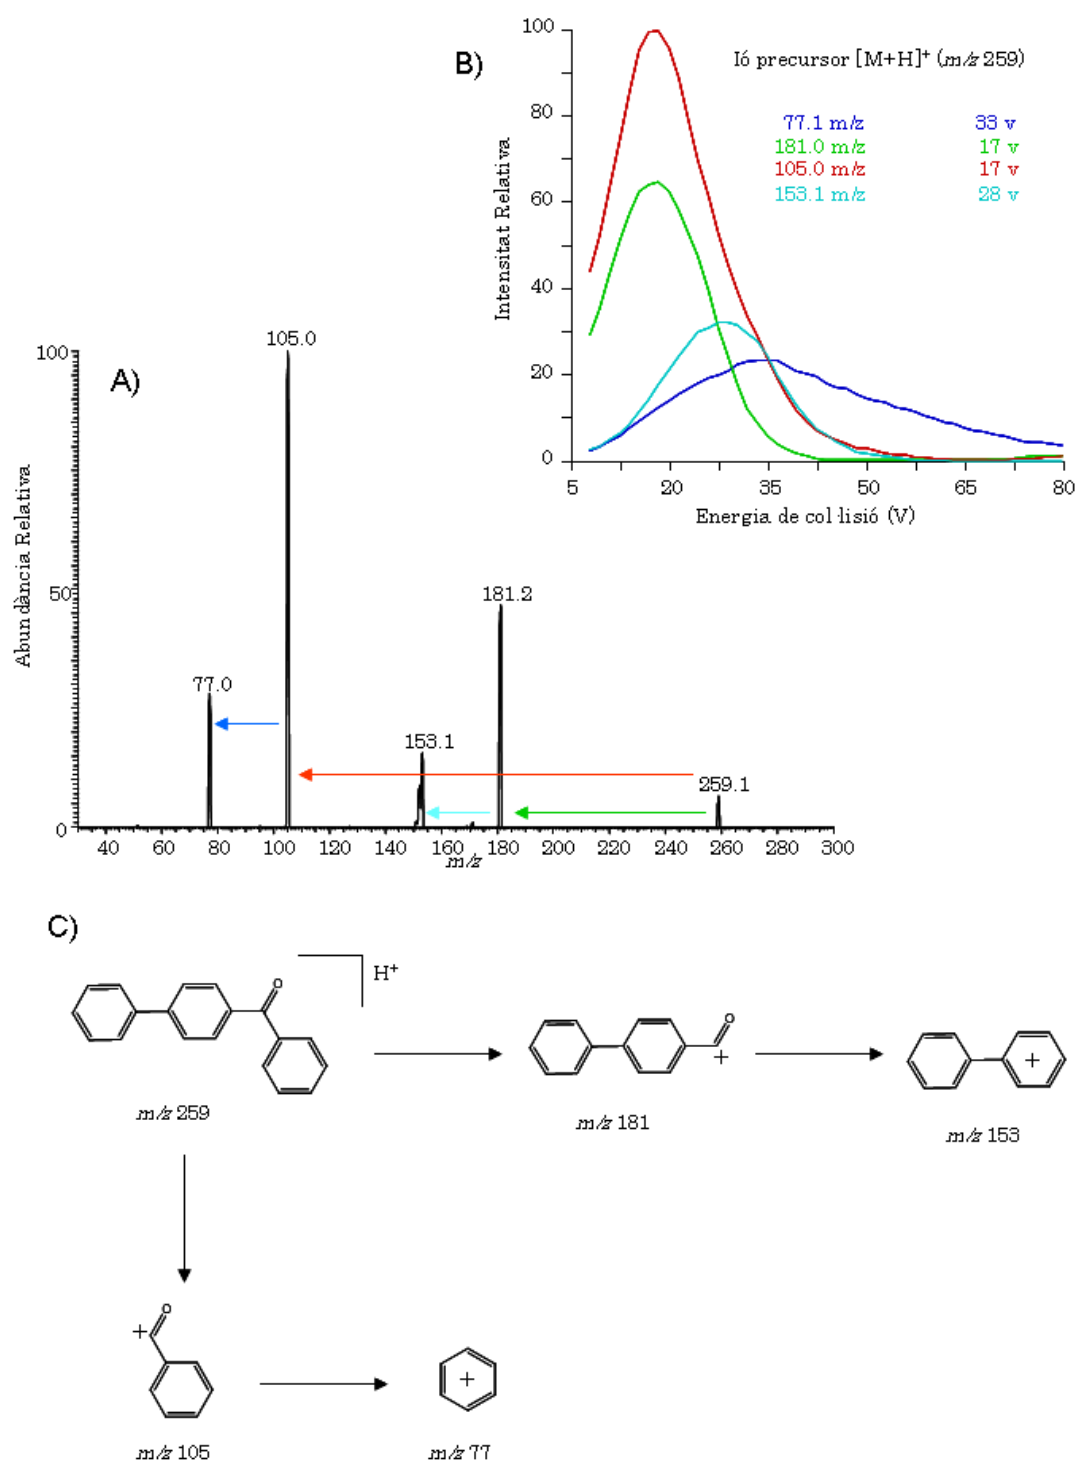 B)
Ió precursor [M+H]+ (m/z 259)
77.1 m/z 33 v
181.0 m/z 17 v
105.0 m/z 17 v
153.1 m/z 28 v
Intensitat Relativa
100
80
60
40
20
0
5 20 35 50 65 80
Energia de col·lisió (V)
A)
Abundància Relativa
100
50
0
105.0
181.2
77.0
153.1
259.1
40 60 80 100 120 140 160 180 200 220 240 260 280 300
m/z
C)
H+
O
O
+
+
m/z 259
m/z 181
m/z 153
O
+
+
m/z 105
m/z 77